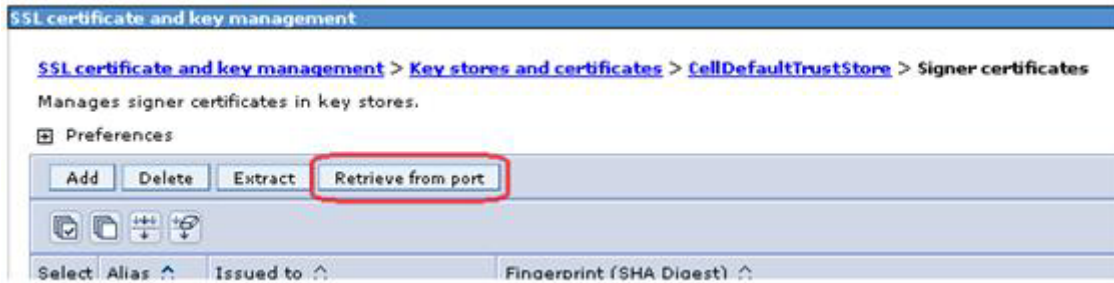 SSL certificate and key management
SSL certificate and key management > Key stores and certificates > CellDefaultTrustStore > Signer certificates
Manages signer certificates in key stores.
Preferences
Add Delete Extract Retrieve from port
Select Alias Issued to Fingerprint (SHA Digest)